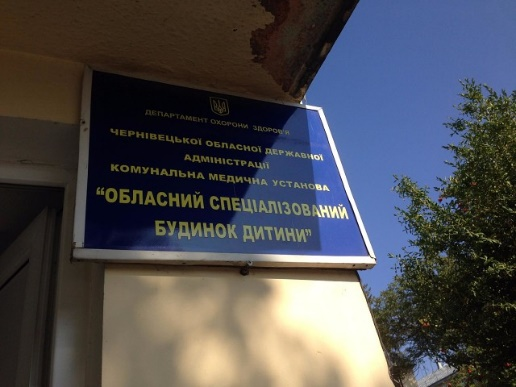 ДЕПАРТАМЕНТ ОХОРОНИ ЗДОРОВ'Я
ЧЕРНІВЕЦЬКОЇ ОБЛАСНОЇ ДЕРЖАВНОЇ
АДМІНІСТРАЦІЇ
КОМУНАЛЬНА МЕДИЧНА УСТАНОВА
“ОБЛАСНИЙ СПЕЦІАЛІЗОВАНИЙ
БУДИНОК ДИТИНИ”